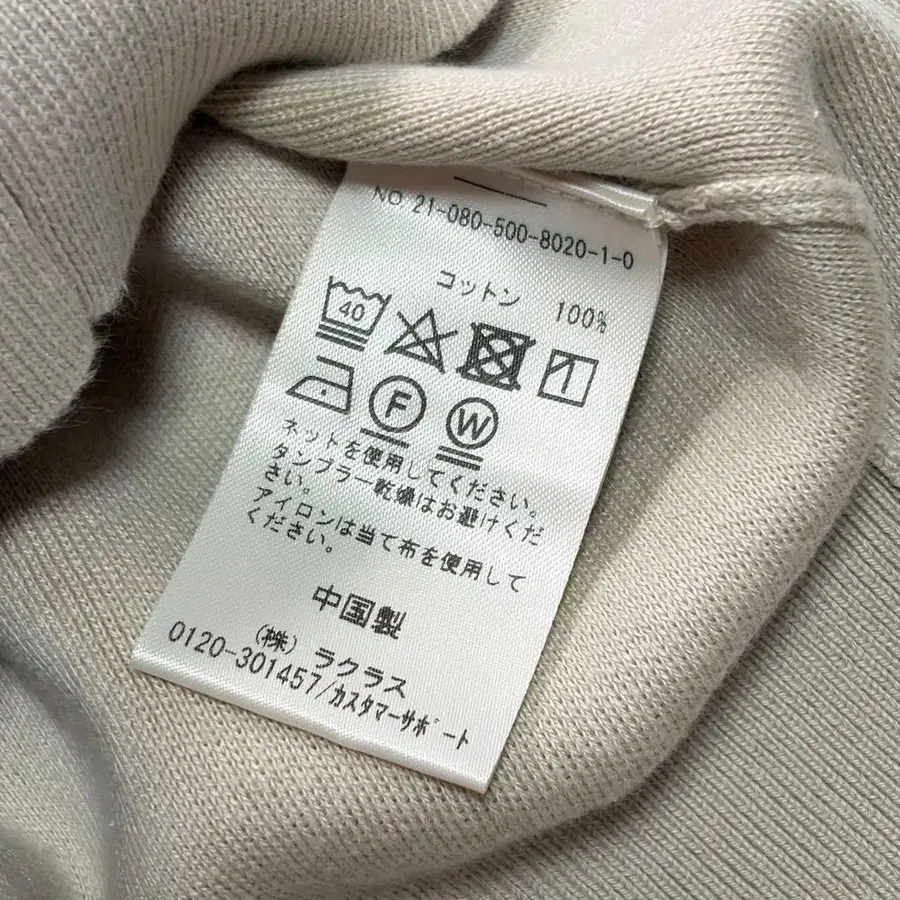 NO 21-080-500-8020-1-0
コットン 100%
40
F W
ネットを使用してください。
タンブラー乾燥はお避けくだ
さい。
アイロンは当て布を使用して
ください。
中国製
(株) ラクラス
0120-301457/カスタマーサポート